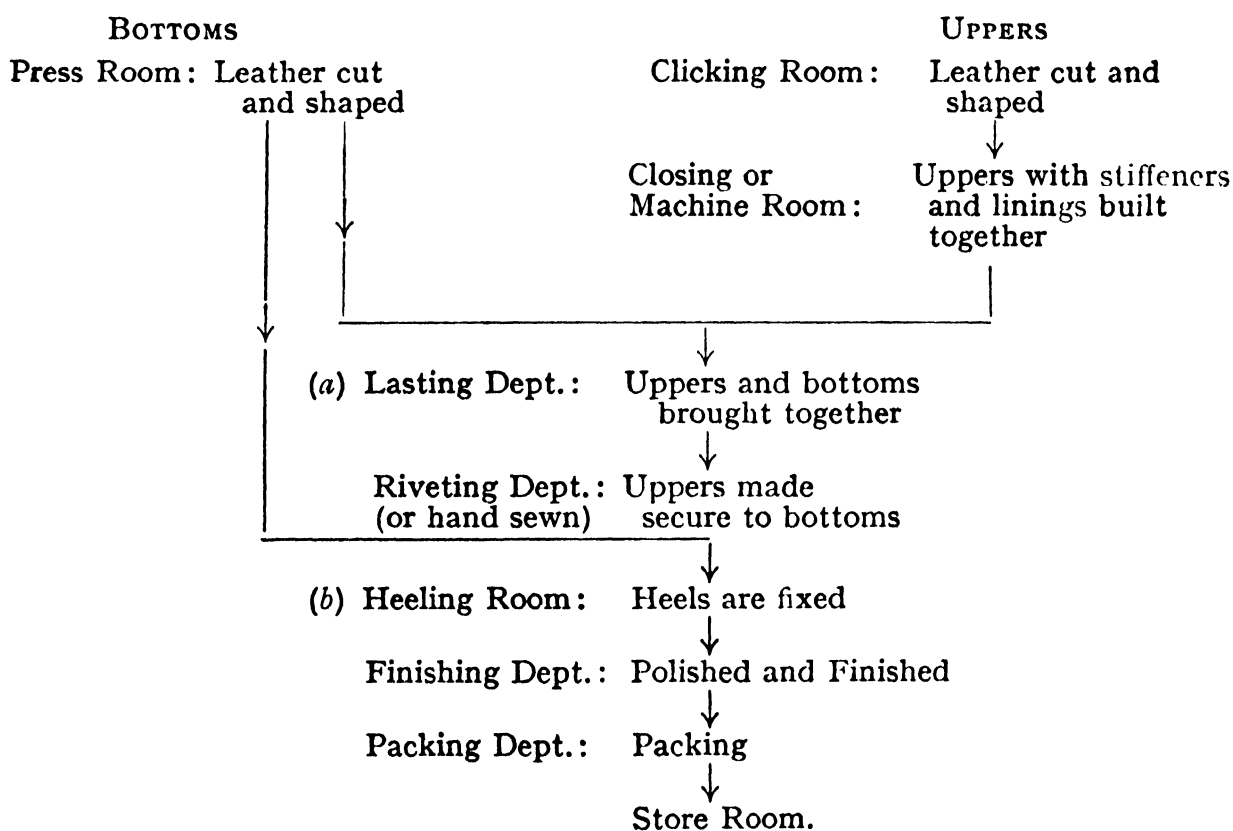 BOTTOMS
Press Room: Leather cut
and shaped
UPPERS
Clicking Room: Leather cut and
shaped
Closing or
Machine Room:
Uppers with stiffeners
and linings built
together
(a) Lasting Dept.: Uppers and bottoms
brought together
Riveting Dept.: Uppers made
(or hand sewn) secure to bottoms
(b) Heeling Room: Heels are fixed
Finishing Dept.: Polished and Finished
Packing Dept.: Packing
Store Room.